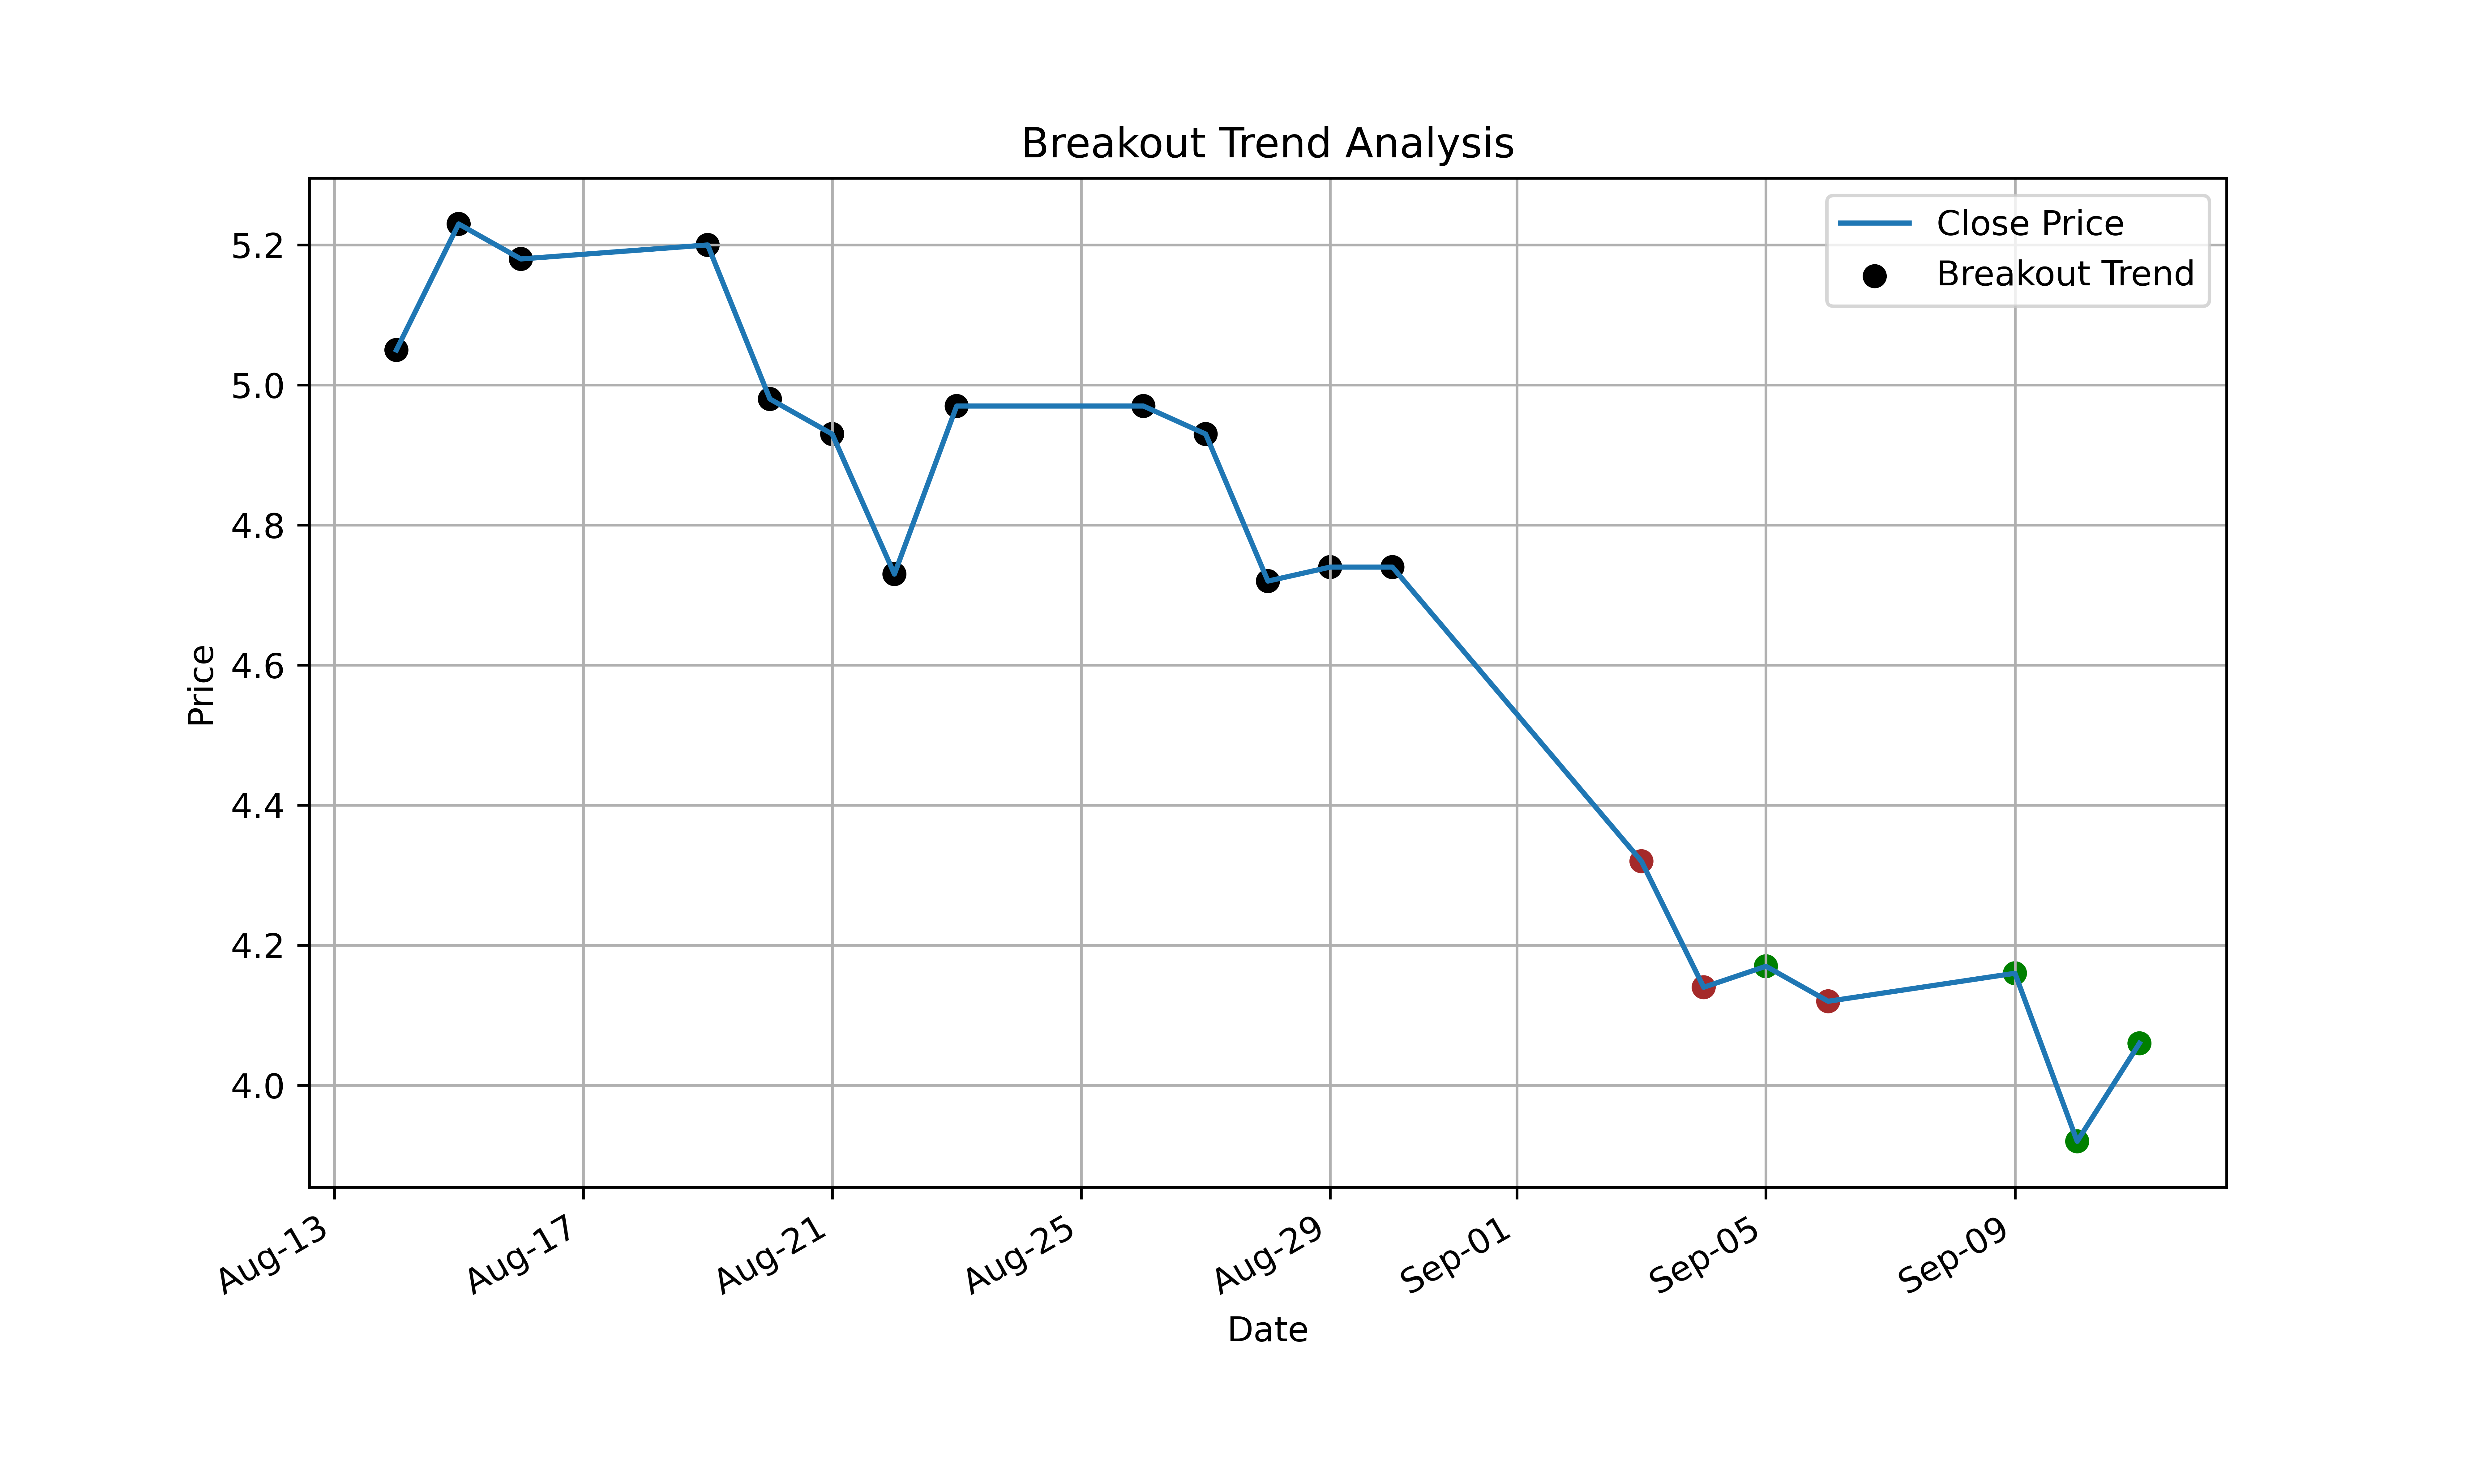 Breakout Trend Analysis
Close Price
Breakout Trend
5.2
5.0
4.8
4.6
4.4
4.2
4.0
Price
Aug-13
Aug-17
Aug-21
Aug-25
Aug-29
Sep-01
Sep-05
Sep-09
Date